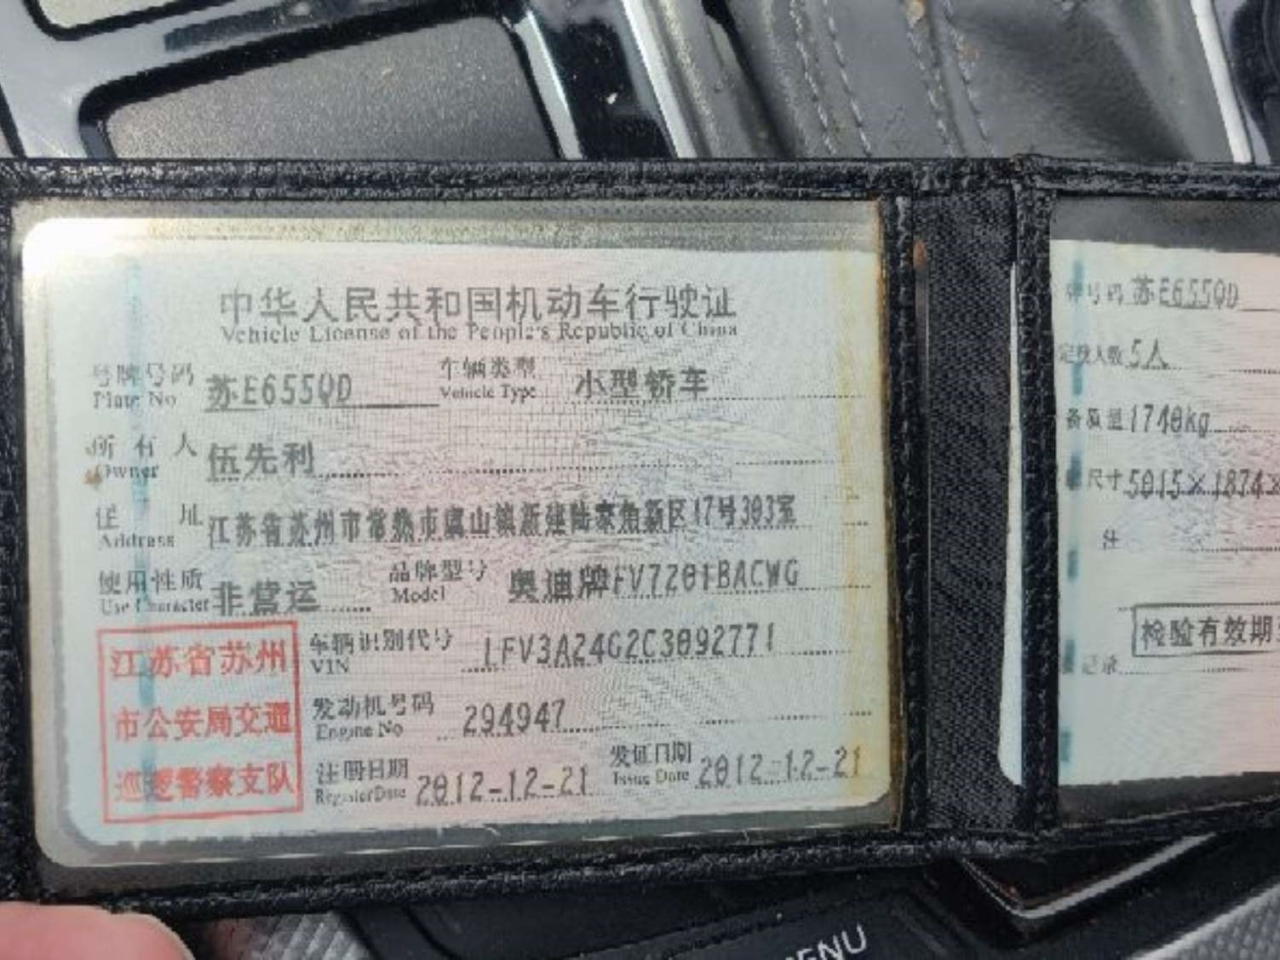 中华人民共和国机动车行驶证
Vehicle License of the People's Republic of China
号牌号码 苏E655QD 车辆类型 小型轿车
Plate No Vehicle Type
所有人 伍先利
Owner
住址 江苏省苏州市常熟市虞山镇新建陆家角新区17号303室
Address
使用性质 非营运 品牌型号 奥迪牌FV7201BACWG
Use Character Model
江苏省苏州
市公安局交通
巡逻警察支队
车辆识别代号 LFV3A24G2C3092771
VIN
发动机号码 294947
Engine No
注册日期 2012-12-21 发证日期 2012-12-21
Register Date Issue Date
号码 苏E655QD
定载人数 5人
备质量 1740kg
尺寸 5015×1874×
注
检验有效期
记录
MENU